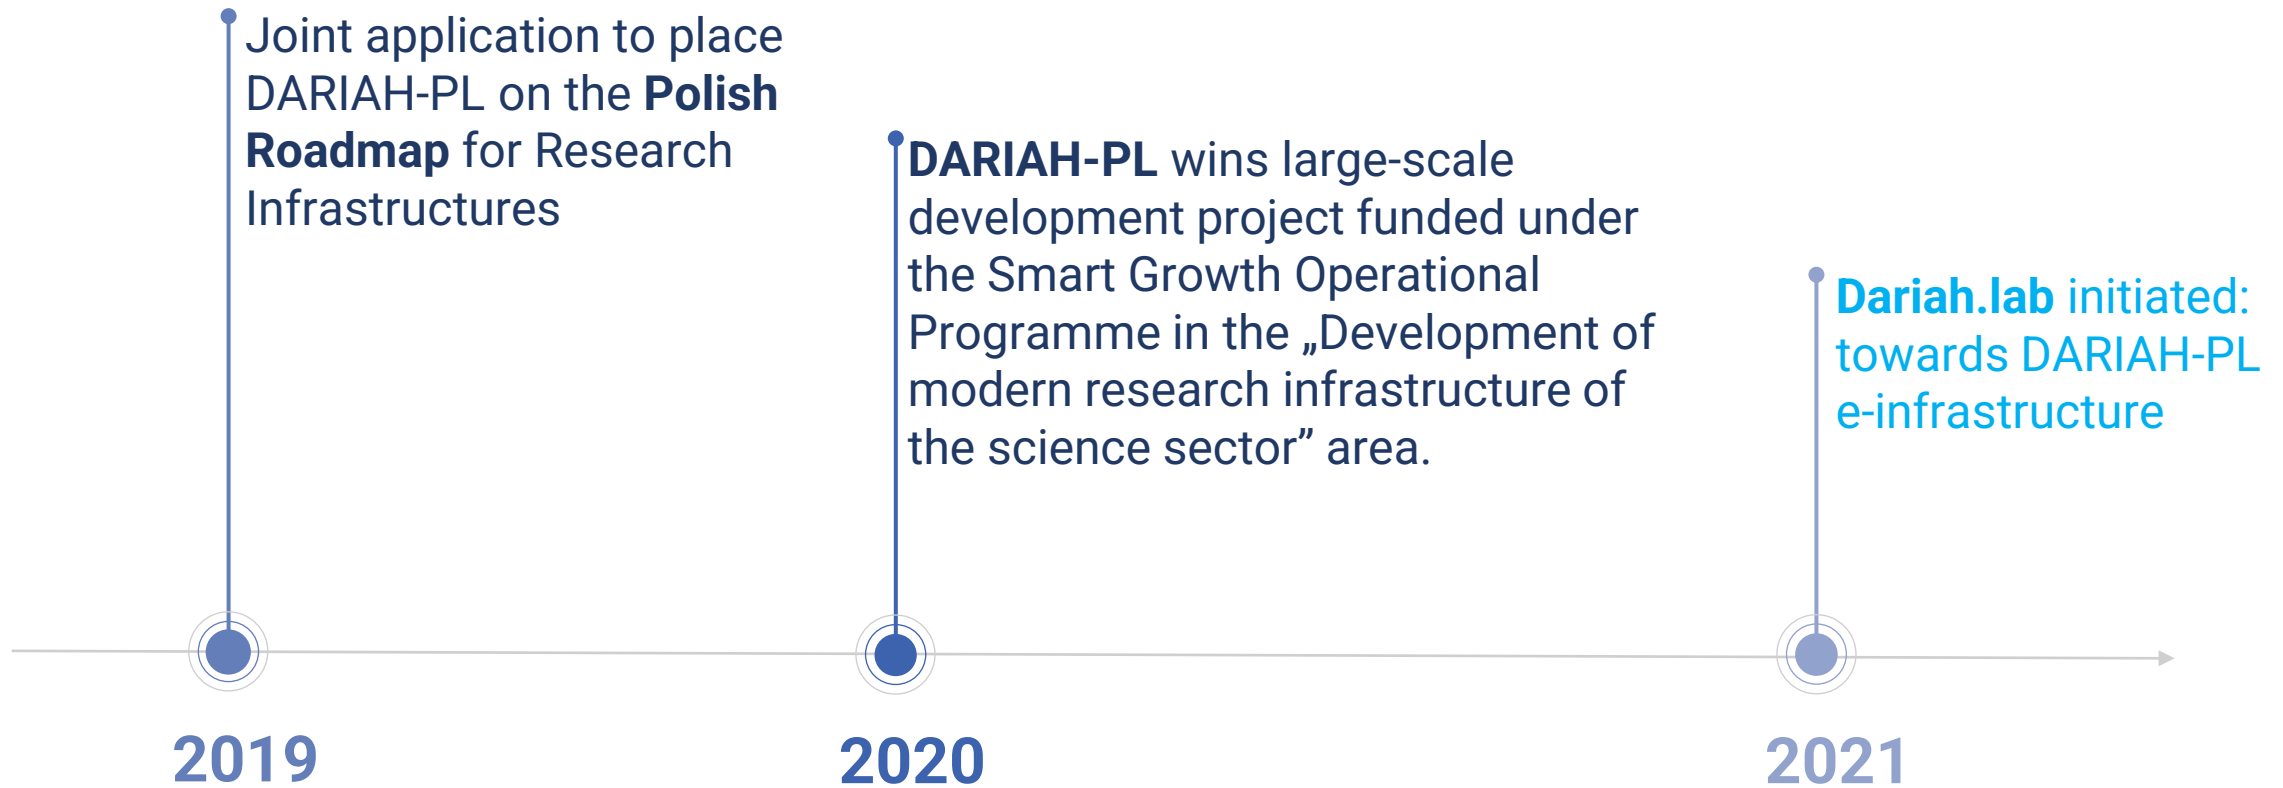 Joint application to place
DARIAH-PL on the Polish
Roadmap for Research
Infrastructures
DARIAH-PL wins large-scale
development project funded under
the Smart Growth Operational
Programme in the „Development of
modern research infrastructure of
the science sector” area.
Dariah.lab initiated:
towards DARIAH-PL
e-infrastructure
2019
2020
2021